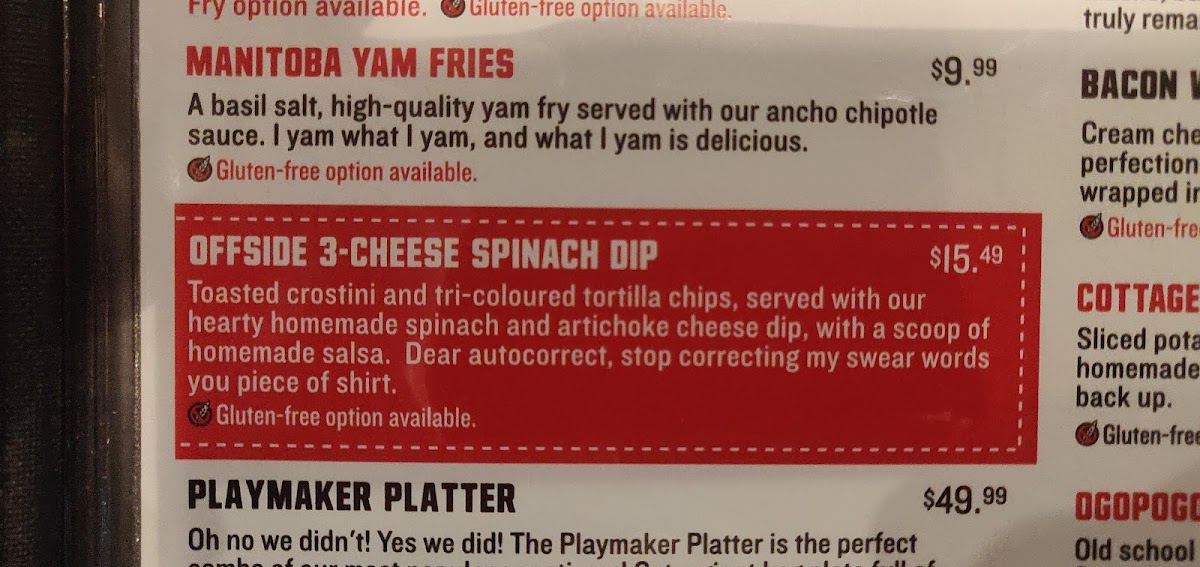 Fry option available. Gluten-free option available.
MANITOBA YAM FRIES $9.99
A basil salt, high-quality yam fry served with our ancho chipotle
sauce. I yam what I yam, and what I yam is delicious.
Gluten-free option available.
OFFSIDE 3-CHEESE SPINACH DIP $15.49
Toasted crostini and tri-coloured tortilla chips, served with our
hearty homemade spinach and artichoke cheese dip, with a scoop of
homemade salsa. Dear autocorrect, stop correcting my swear words
you piece of shirt.
Gluten-free option available.
PLAYMAKER PLATTER $49.99
Oh no we didn't! Yes we did! The Playmaker Platter is the perfect
truly rema
BACON
Cream che
perfection
wrapped in
Gluten-fre
COTTAGE
Sliced pota
homemade
back up.
Gluten-free
OGOPOGO
Old school